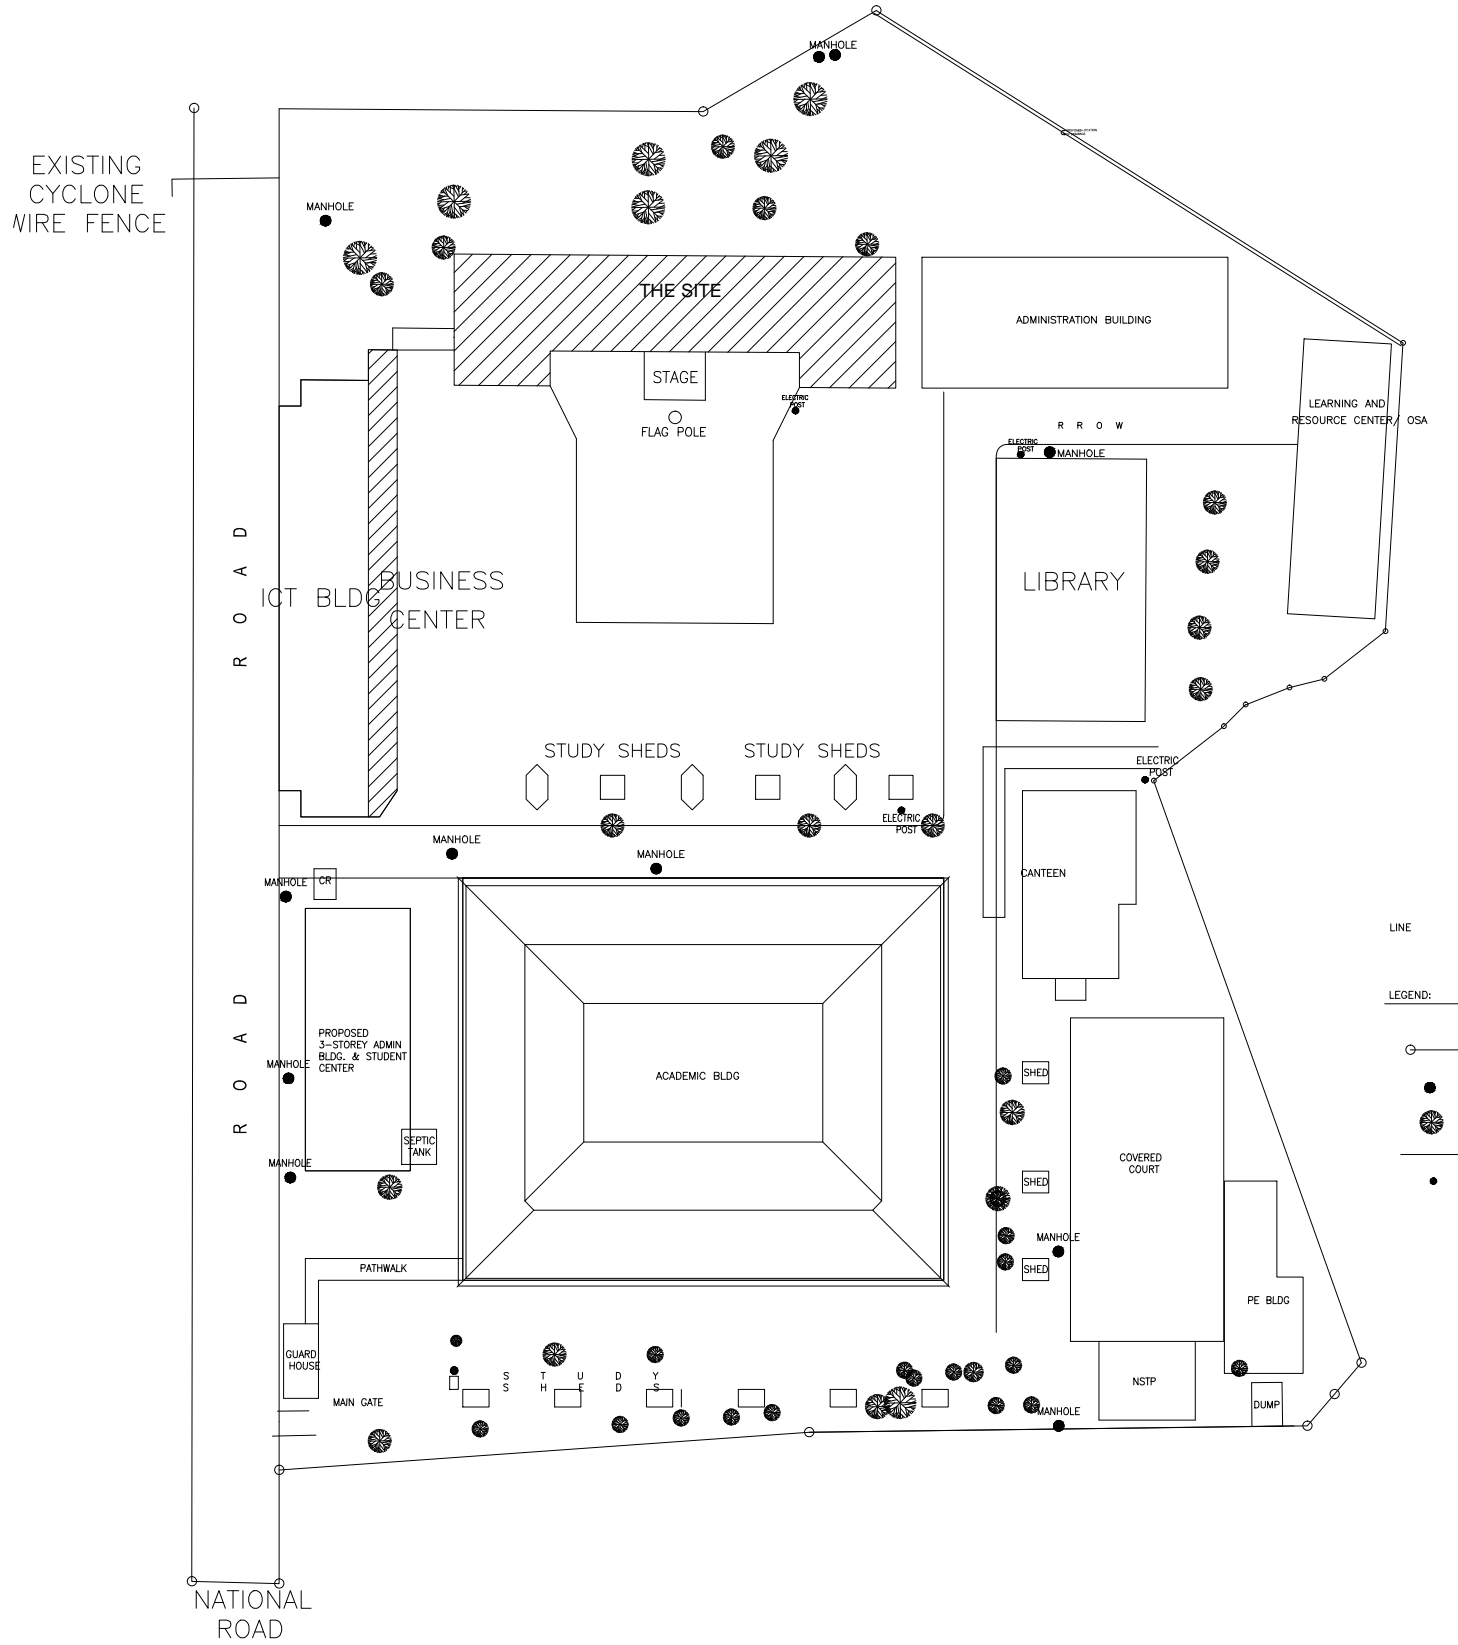 MANHOLE
EXISTING
CYCLONE
WIRE FENCE
MANHOLE
THE SITE
ADMINISTRATION BUILDING
STAGE
ELECTRIC
POST
FLAG POLE
LEARNING AND
RESOURCE CENTER/ OSA
R R O W
ELECTRIC
POST
MANHOLE
R O A D
ICT BLDG
BUSINESS
CENTER
LIBRARY
STUDY SHEDS
STUDY SHEDS
ELECTRIC
POST
ELECTRIC
POST
MANHOLE
MANHOLE
MANHOLE
CR
CANTEEN
LINE
LEGEND:
R O A D
PROPOSED
3-STOREY ADMIN
BLDG. & STUDENT
CENTER
MANHOLE
ACADEMIC BLDG
SHED
SEPTIC
TANK
MANHOLE
COVERED
COURT
SHED
MANHOLE
SHED
PATHWALK
PE BLDG
GUARD
HOUSE
S T U D Y
S H E D S
MAIN GATE
NSTP
DUMP
MANHOLE
NATIONAL
ROAD